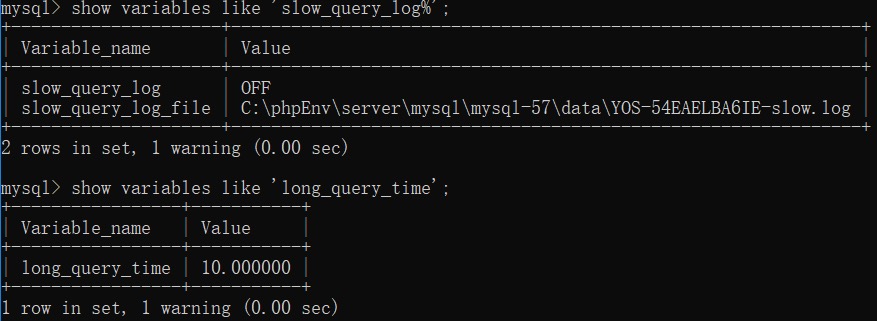 mysql> show variables like 'slow_query_log%';
+---------------------+--------------------------------------------------------------+
| Variable_name       | Value                                                        |
+---------------------+--------------------------------------------------------------+
| slow_query_log      | OFF                                                          |
| slow_query_log_file | C:\phpEnv\server\mysql\mysql-57\data\YOS-54EAELBA6IE-slow.log |
+---------------------+--------------------------------------------------------------+
2 rows in set, 1 warning (0.00 sec)
mysql> show variables like 'long_query_time';
+-----------------+-----------+
| Variable_name   | Value     |
+-----------------+-----------+
| long_query_time | 10.000000 |
+-----------------+-----------+
1 row in set, 1 warning (0.00 sec)